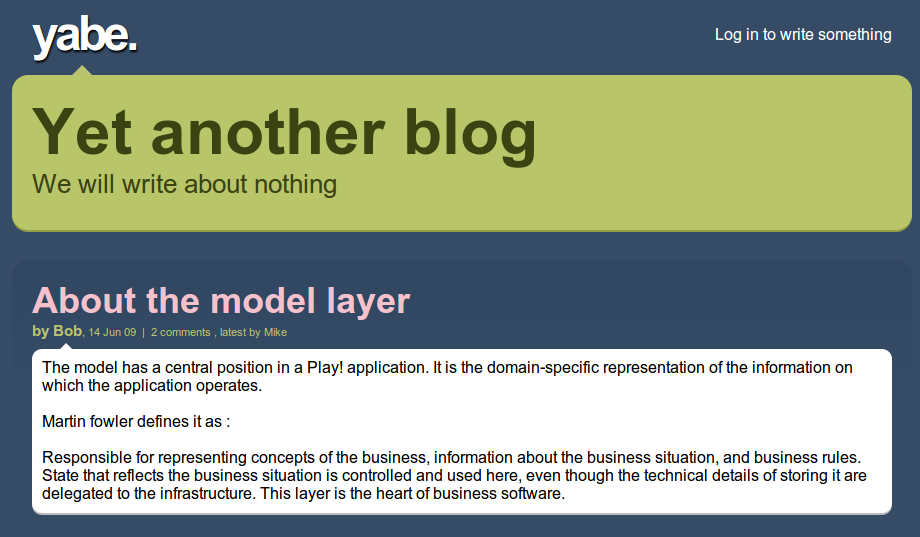 yabe.
Log in to write something
Yet another blog
We will write about nothing
About the model layer
by Bob, 14 Jun 09 | 2 comments , latest by Mike
The model has a central position in a Play! application. It is the domain-specific representation of the information on
which the application operates.
Martin fowler defines it as :
Responsible for representing concepts of the business, information about the business situation, and business rules.
State that reflects the business situation is controlled and used here, even though the technical details of storing it are
delegated to the infrastructure. This layer is the heart of business software.